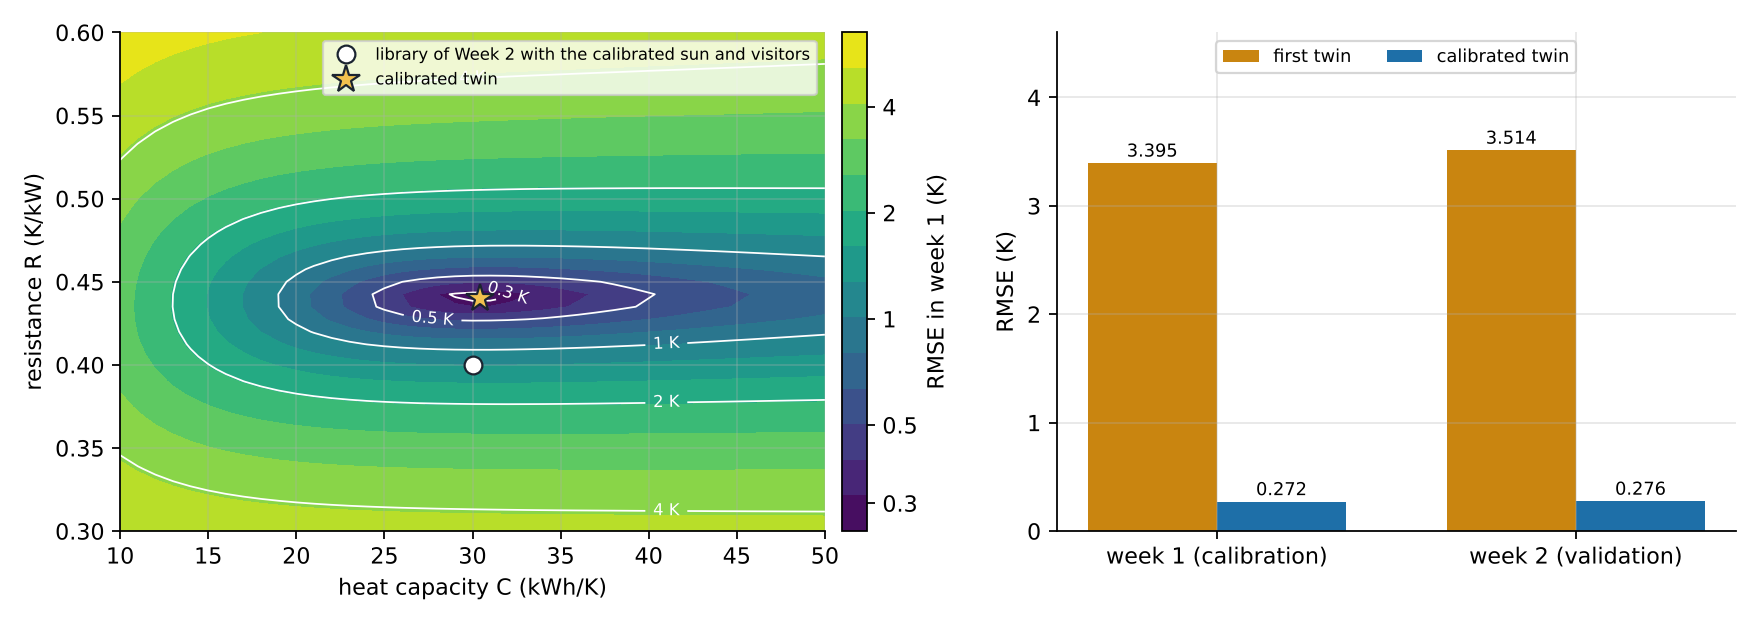 library of Week 2 with the calibrated sun and visitors
calibrated twin
resistance R (K/kW)
0.60
0.55
0.50
0.45
0.40
0.35
0.30
0.3 K
0.5 K
1 K
2 K
4 K
10 15 20 25 30 35 40 45 50
heat capacity C (kWh/K)
4
2
1
0.5
0.3
RMSE in week 1 (K)
first twin
calibrated twin
RMSE (K)
4
3
2
1
0
3.395
3.514
0.272
0.276
week 1 (calibration)
week 2 (validation)